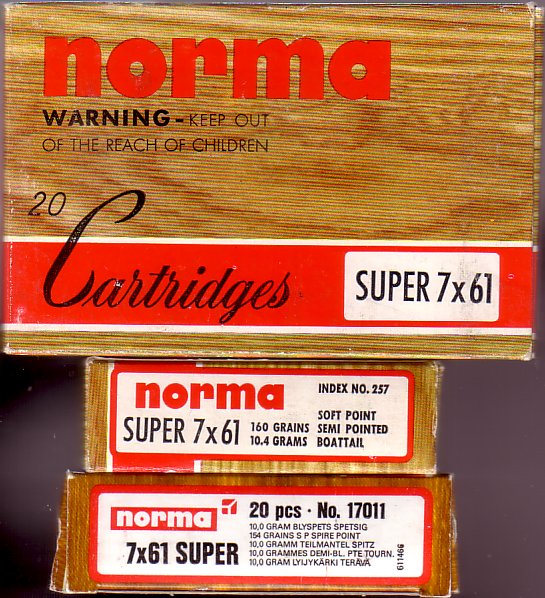 norma
WARNING - KEEP OUT
OF THE REACH OF CHILDREN
20
Cartridges
SUPER 7x61
norma
INDEX NO. 257
SUPER 7x61
160 GRAINS
10.4 GRAMS
SOFT POINT
SEMI POINTED
BOATTAIL
norma
7x61 SUPER
20 pcs · No. 17011
10,0 GRAM BLYSPETS SPETSIG
154 GRAINS S P SPIRE POINT
10,0 GRAMM TEILMANTEL SPITZ
10,0 GRAMMES DEMI-BL. PTE TOURN.
10,0 GRAM LYIJYKÄRKI TERÄVÄ
611466